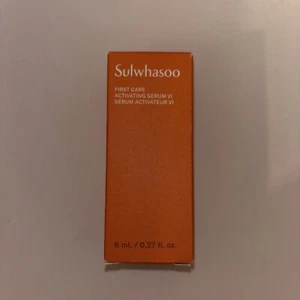 Sulwhasoo
FIRST CARE
ACTIVATING SERUM VI
SÉRUM ACTIVATEUR VI
8 mL / 0.27 fl. oz.